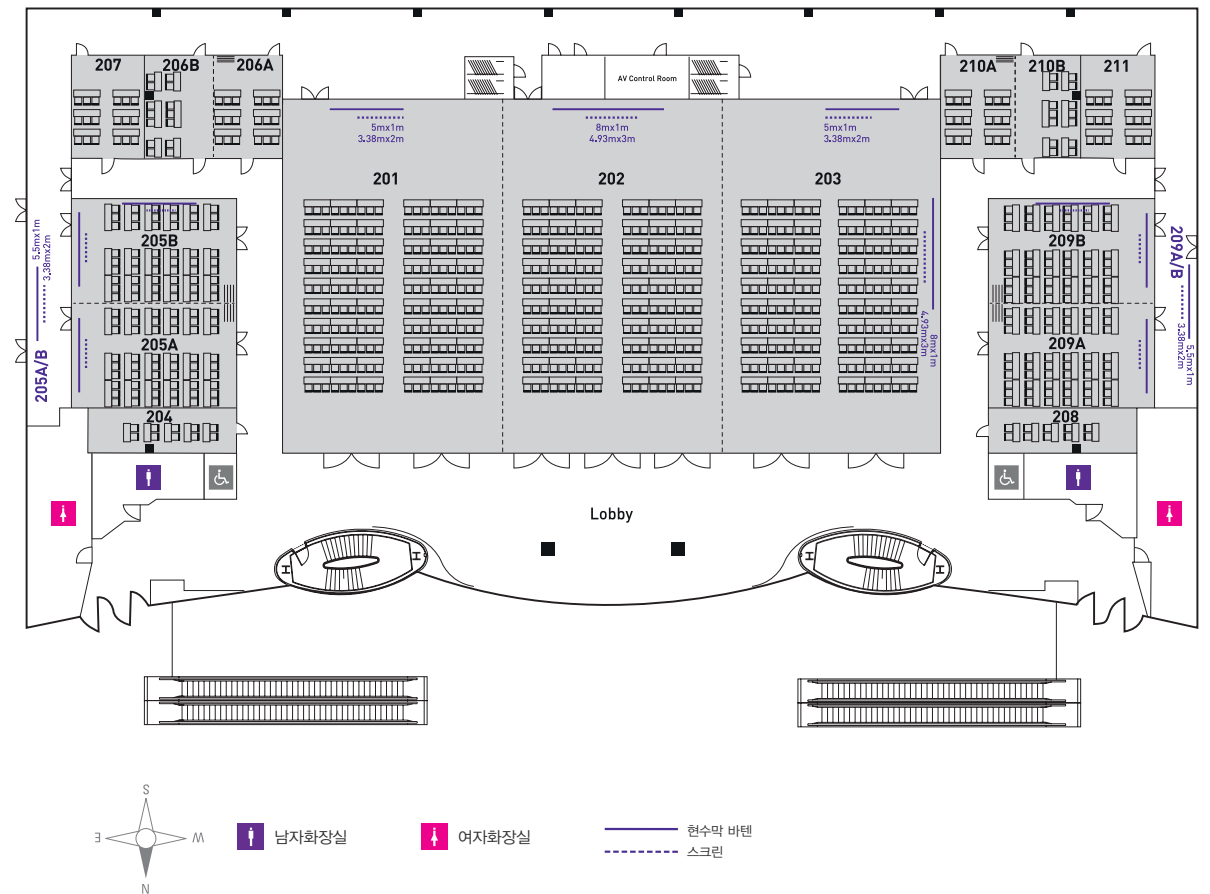 207
206B
206A
AV Control Room
210A
210B
211
5mx1m
3.38mx2m
8mx1m
4.93mx3m
5mx1m
3.38mx2m
201
202
203
205B
205A
5.5mx1m
3.38mx2m
205A/B
209B
209A
209A/B
5.5mx1m
3.38mx2m
8mx1m
4.93mx3m
204
208
Lobby
H
H
H
H
S
E
W
N
남자화장실
여자화장실
현수막 바텐
스크린